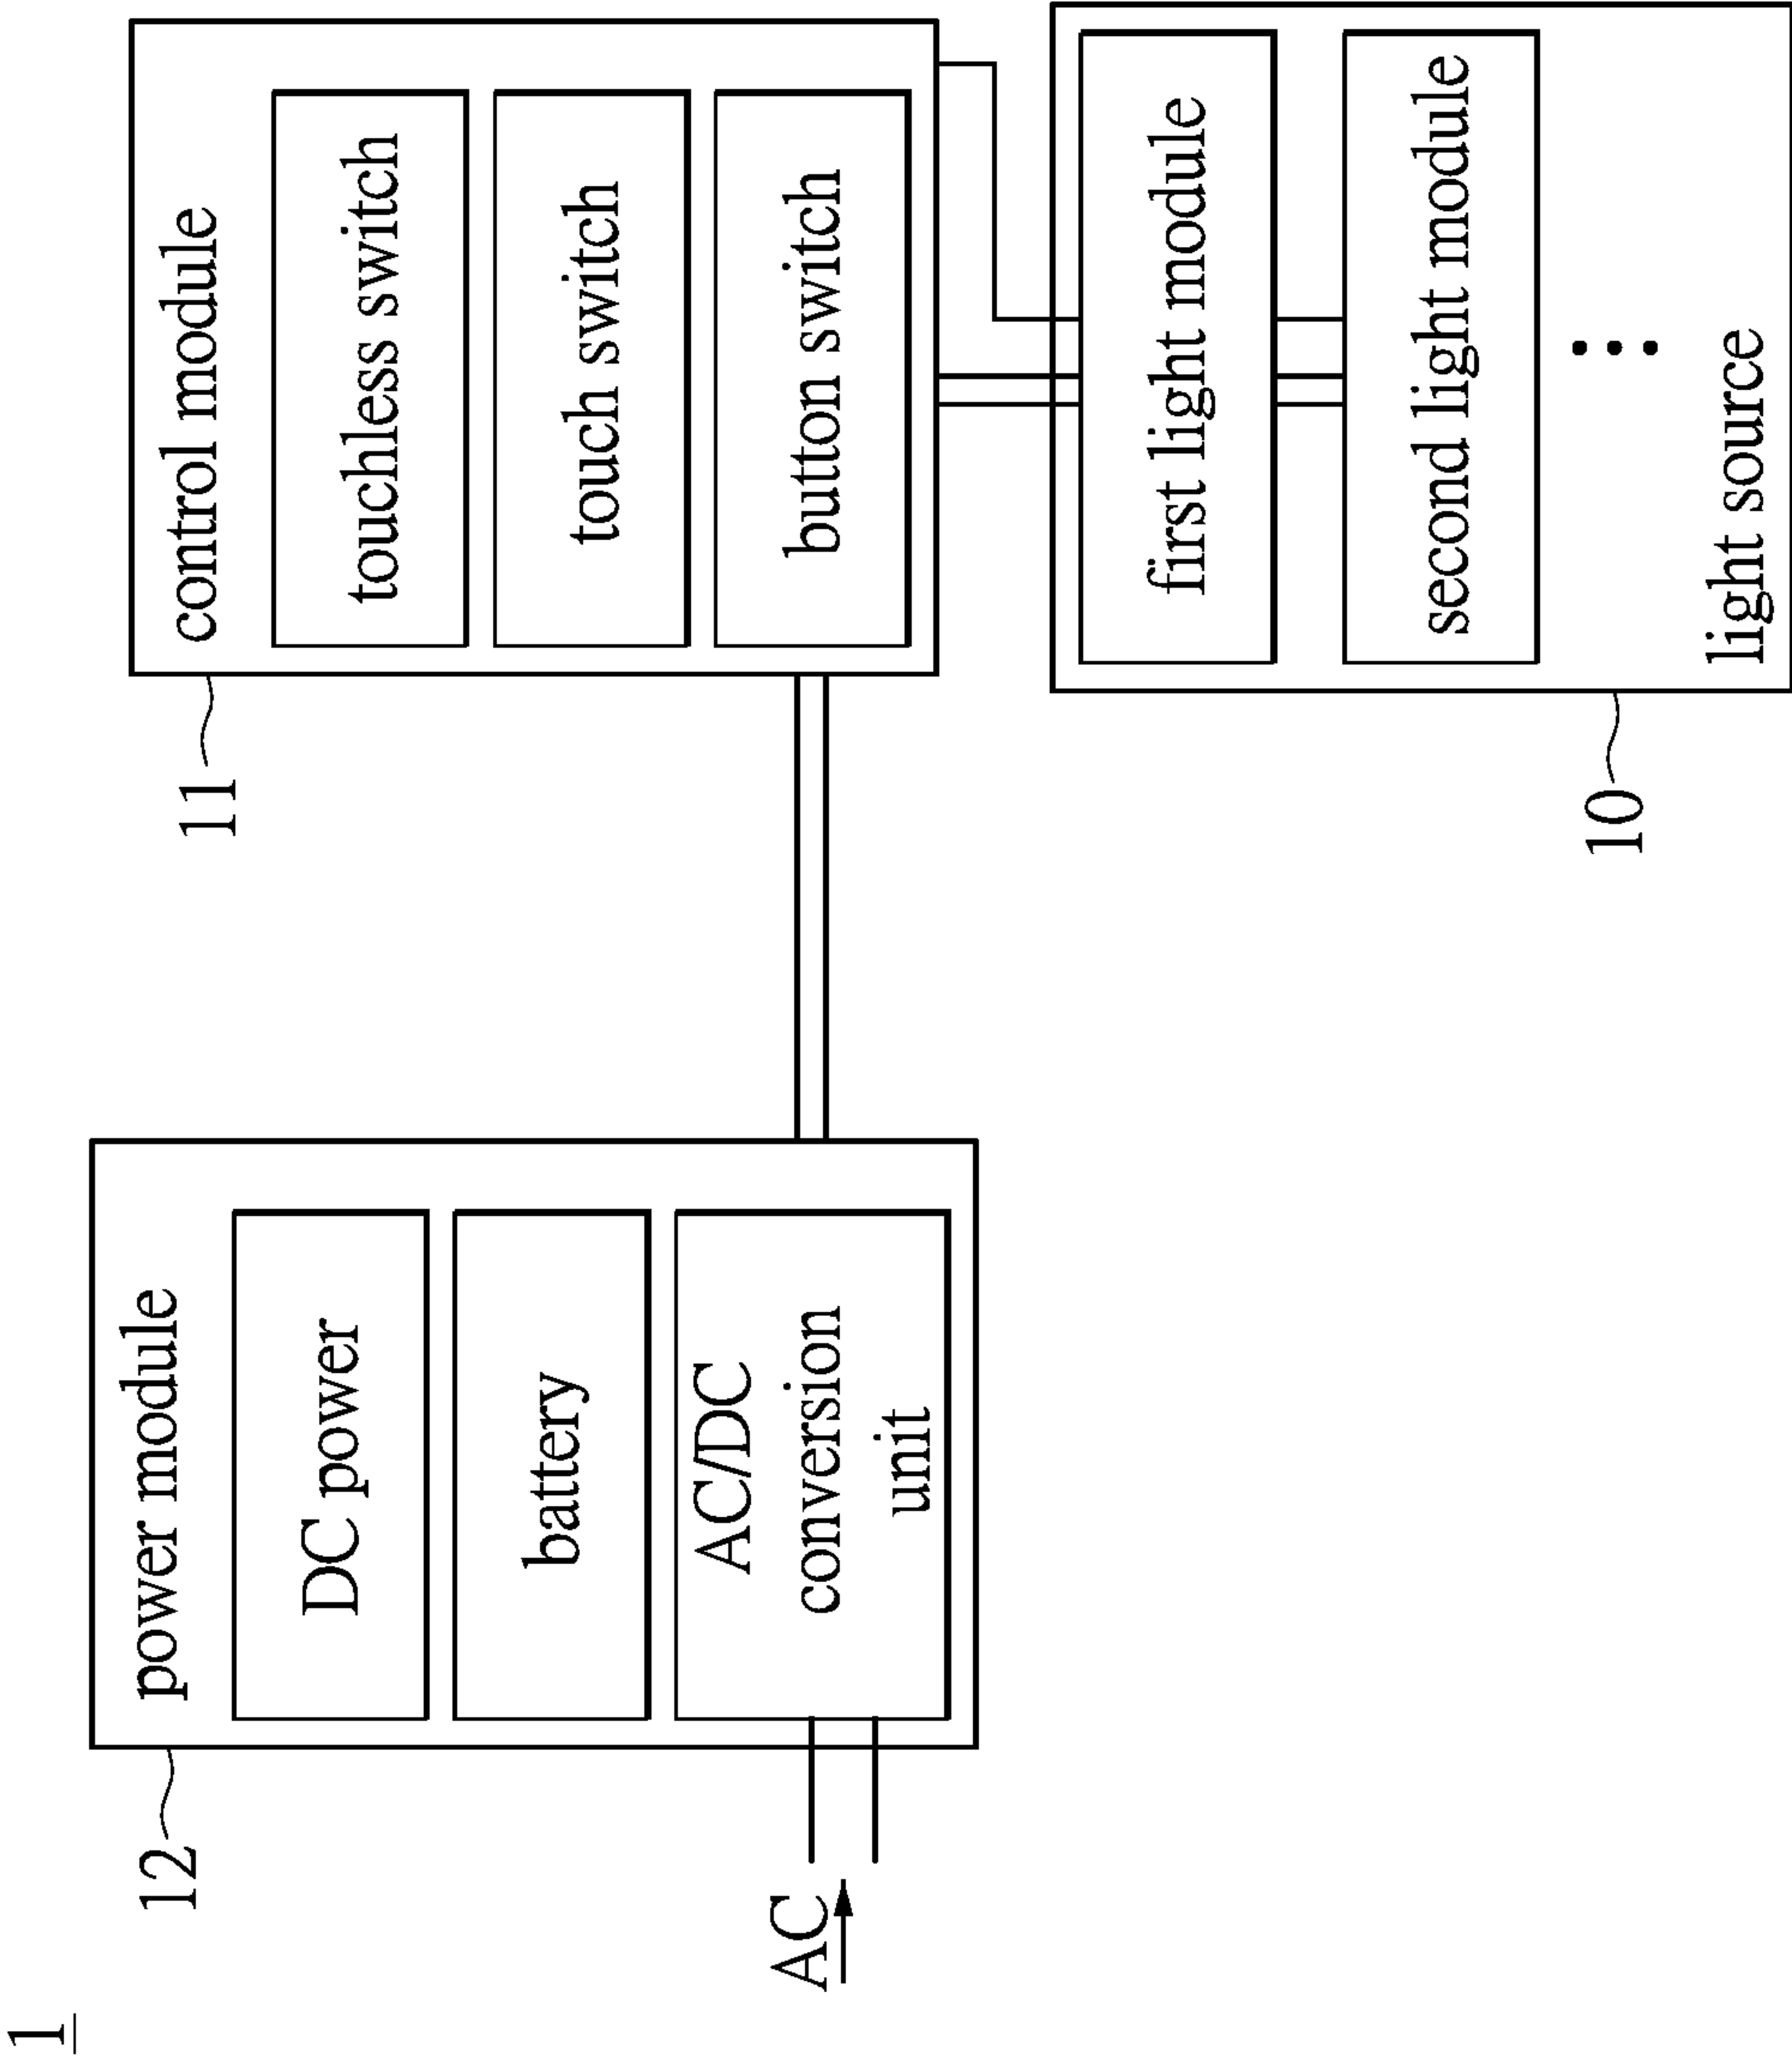 1
12
power module
DC power
battery
AC/DC
conversion
unit
AC
11
control module
touchless switch
touch switch
button switch
first light module
second light module
10
light source